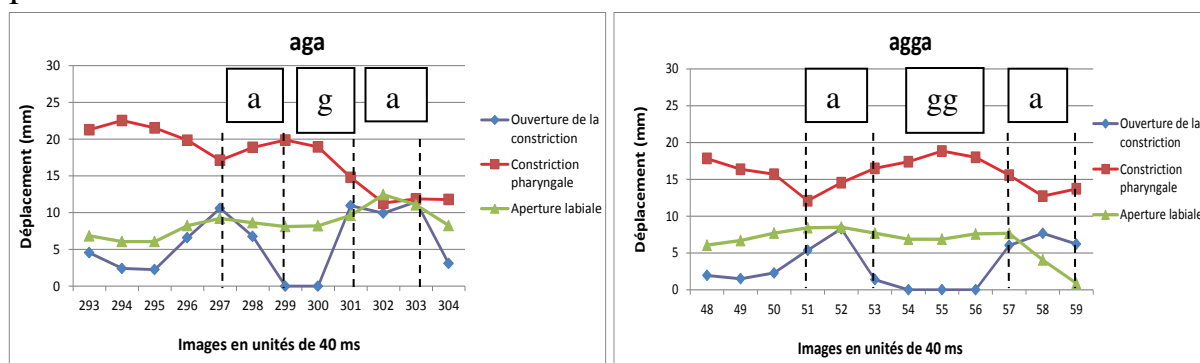 aga
30
25
20
15
10
5
0
Déplacement (mm)
a
g
a
293 294 295 296 297 298 299 300 301 302 303 304
Images en unités de 40 ms
Ouverture de la constriction
Constriction pharyngale
Aperture labiale
agga
30
25
20
15
10
5
0
Déplacement (mm)
a
gg
a
48 49 50 51 52 53 54 55 56 57 58 59
Images en unités de 40 ms
Ouverture de la constriction
Constriction pharyngale
Aperture labiale